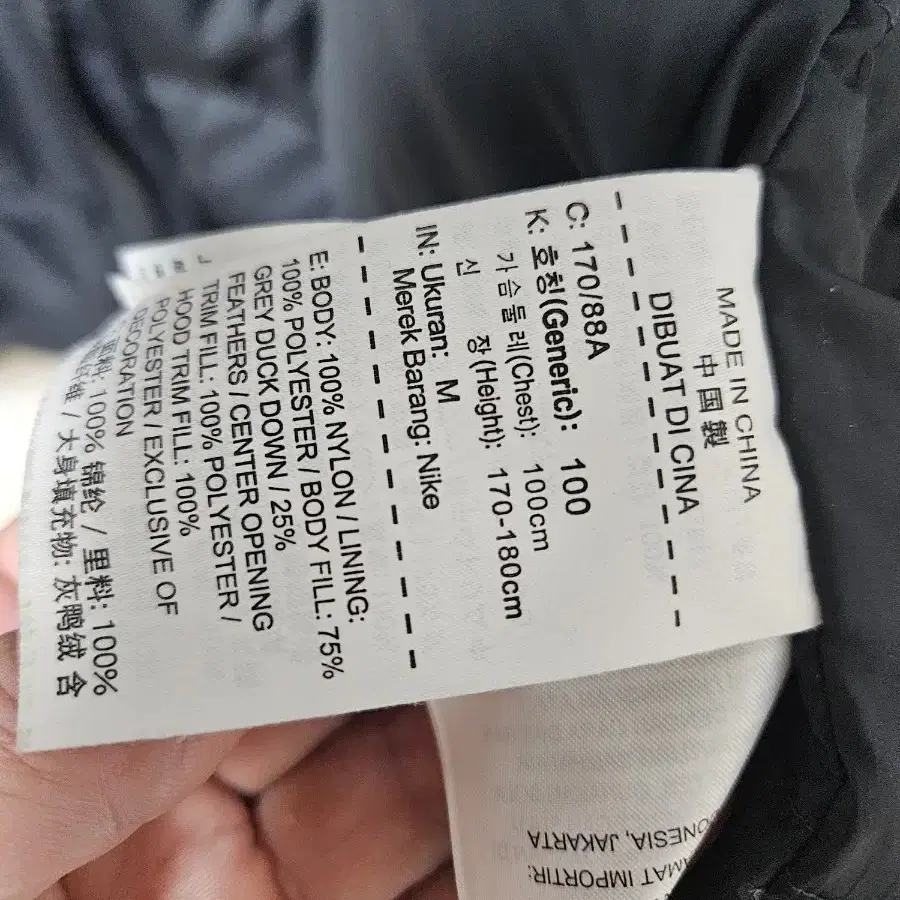 MADE IN CHINA
中国製
DIBUAT DI CINA
C: 170/88A
K: 호칭(Generic): 100
가슴둘레(Chest): 100cm
신 장(Height): 170-180cm
IN: Ukuran: M
Merek Barang: Nike
E: BODY: 100% NYLON / LINING:
100% POLYESTER / BODY FILL: 75%
GREY DUCK DOWN / 25%
FEATHERS / CENTER OPENING
TRIM FILL: 100% POLYESTER /
HOOD TRIM FILL: 100%
POLYESTER / EXCLUSIVE OF
DECORATION
面料: 100% 锦纶 / 里料: 100%
/ 大身填充物: 灰鸭绒 含
IMPORTIR:
JAKARTA